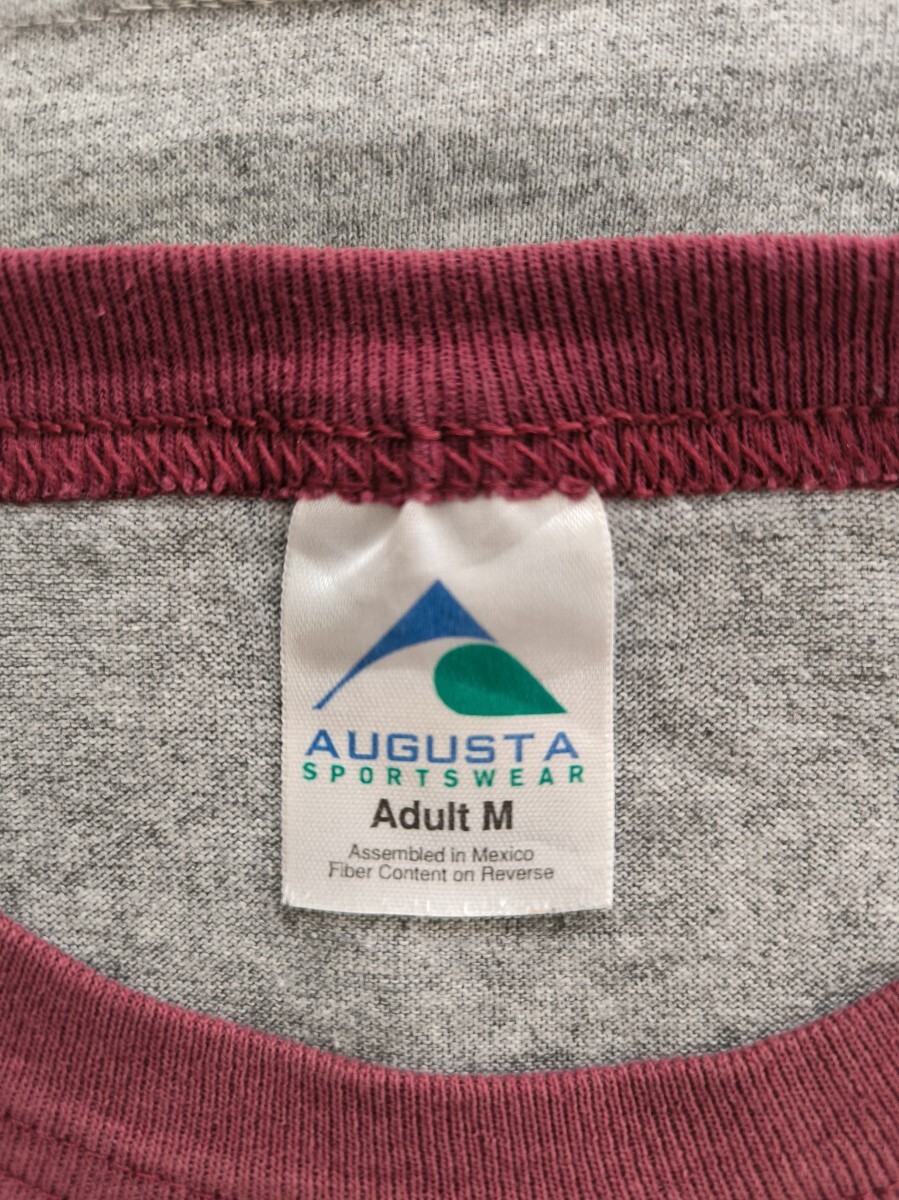 AUGUSTA
SPORTSWEAR
Adult M
Assembled in Mexico
Fiber Content on Reverse